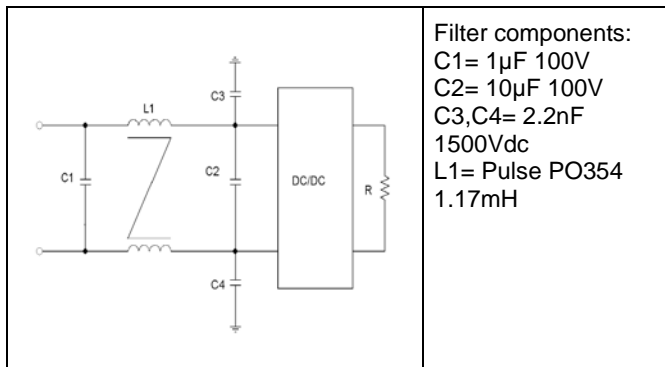 C3
L1
C1
C2
DC/DC
R
C4
Filter components:
C1= 1µF 100V
C2= 10µF 100V
C3,C4= 2.2nF
1500Vdc
L1= Pulse PO354
1.17mH